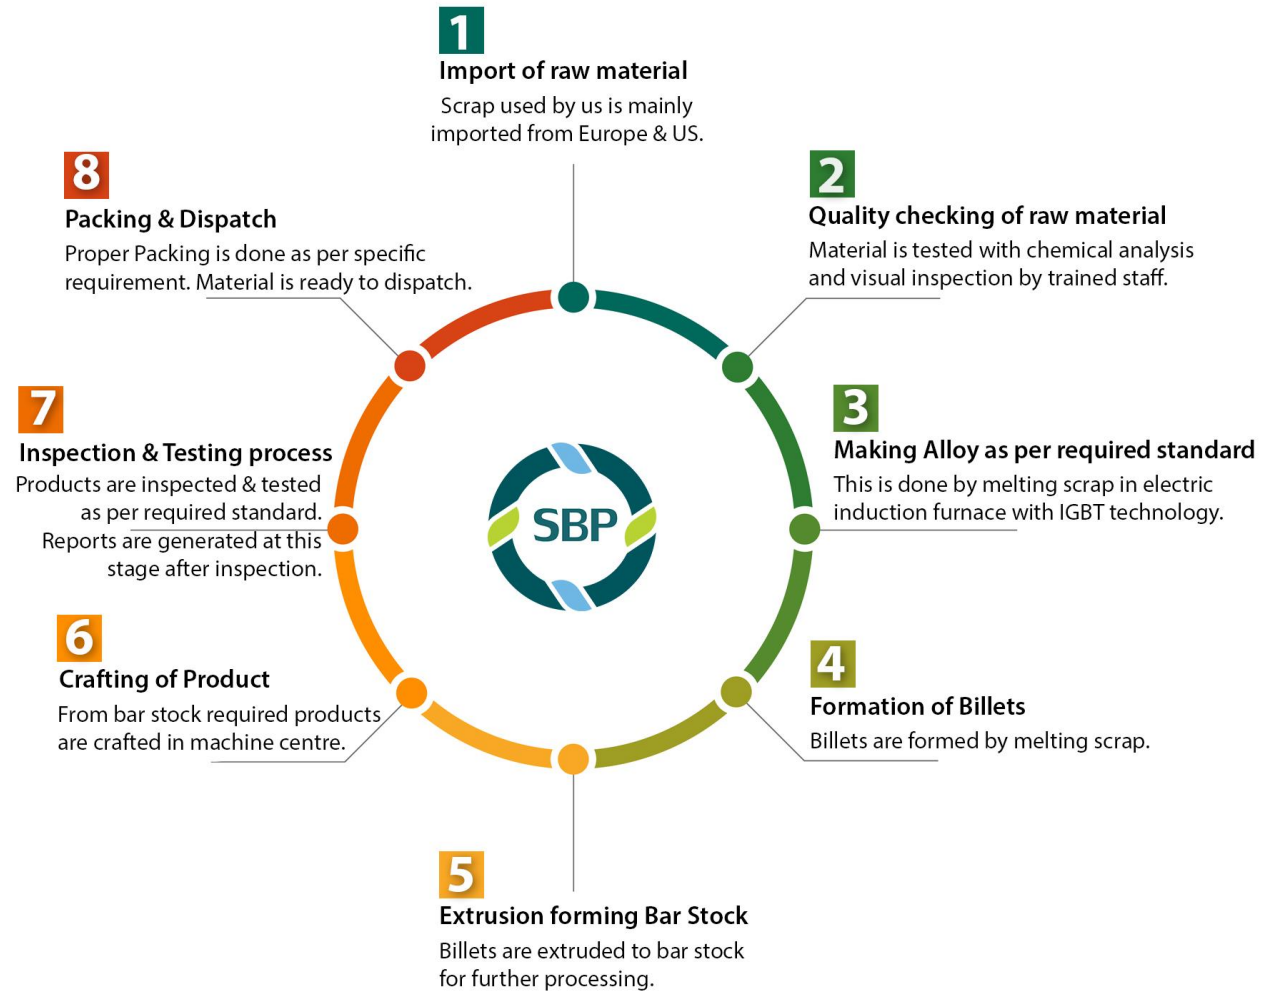 1
Import of raw material
Scrap used by us is mainly
imported from Europe & US.
2
Quality checking of raw material
Material is tested with chemical analysis
and visual inspection by trained staff.
3
Making Alloy as per required standard
This is done by melting scrap in electric
induction furnace with IGBT technology.
4
Formation of Billets
Billets are formed by melting scrap.
5
Extrusion forming Bar Stock
Billets are extruded to bar stock
for further processing.
6
Crafting of Product
From bar stock required products
are crafted in machine centre.
7
Inspection & Testing process
Products are inspected & tested
as per required standard.
Reports are generated at this
stage after inspection.
8
Packing & Dispatch
Proper Packing is done as per specific
requirement. Material is ready to dispatch.
SBP